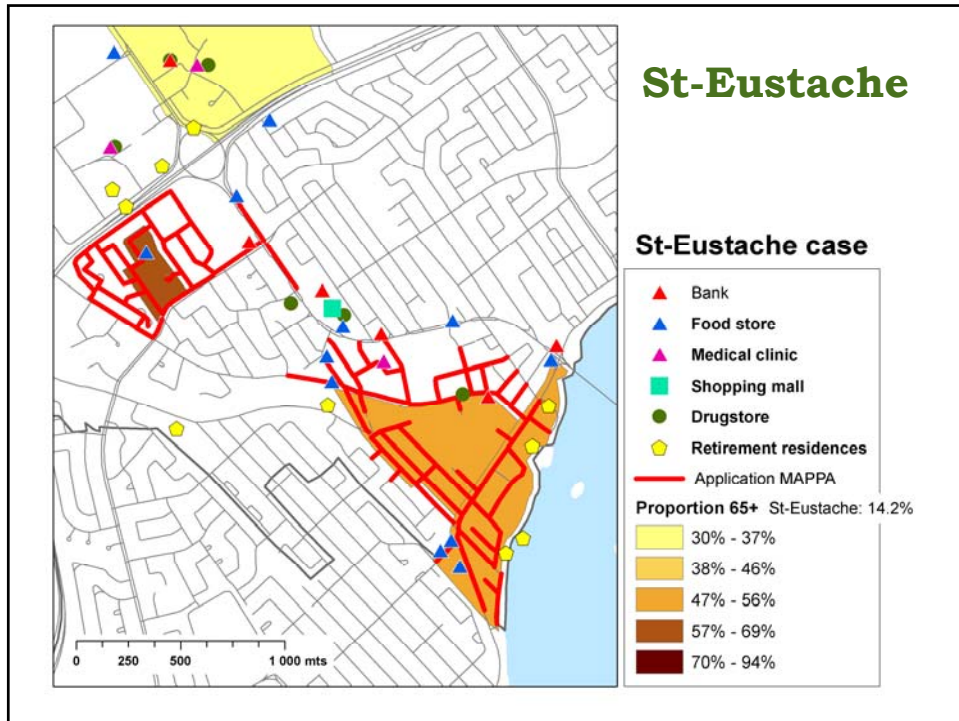 St-Eustache
St-Eustache case
Bank
Food store
Medical clinic
Shopping mall
Drugstore
Retirement residences
Application MAPPA
Proportion 65+ St-Eustache: 14.2%
30% - 37%
38% - 46%
47% - 56%
57% - 69%
70% - 94%
0 250 500 1 000 mts